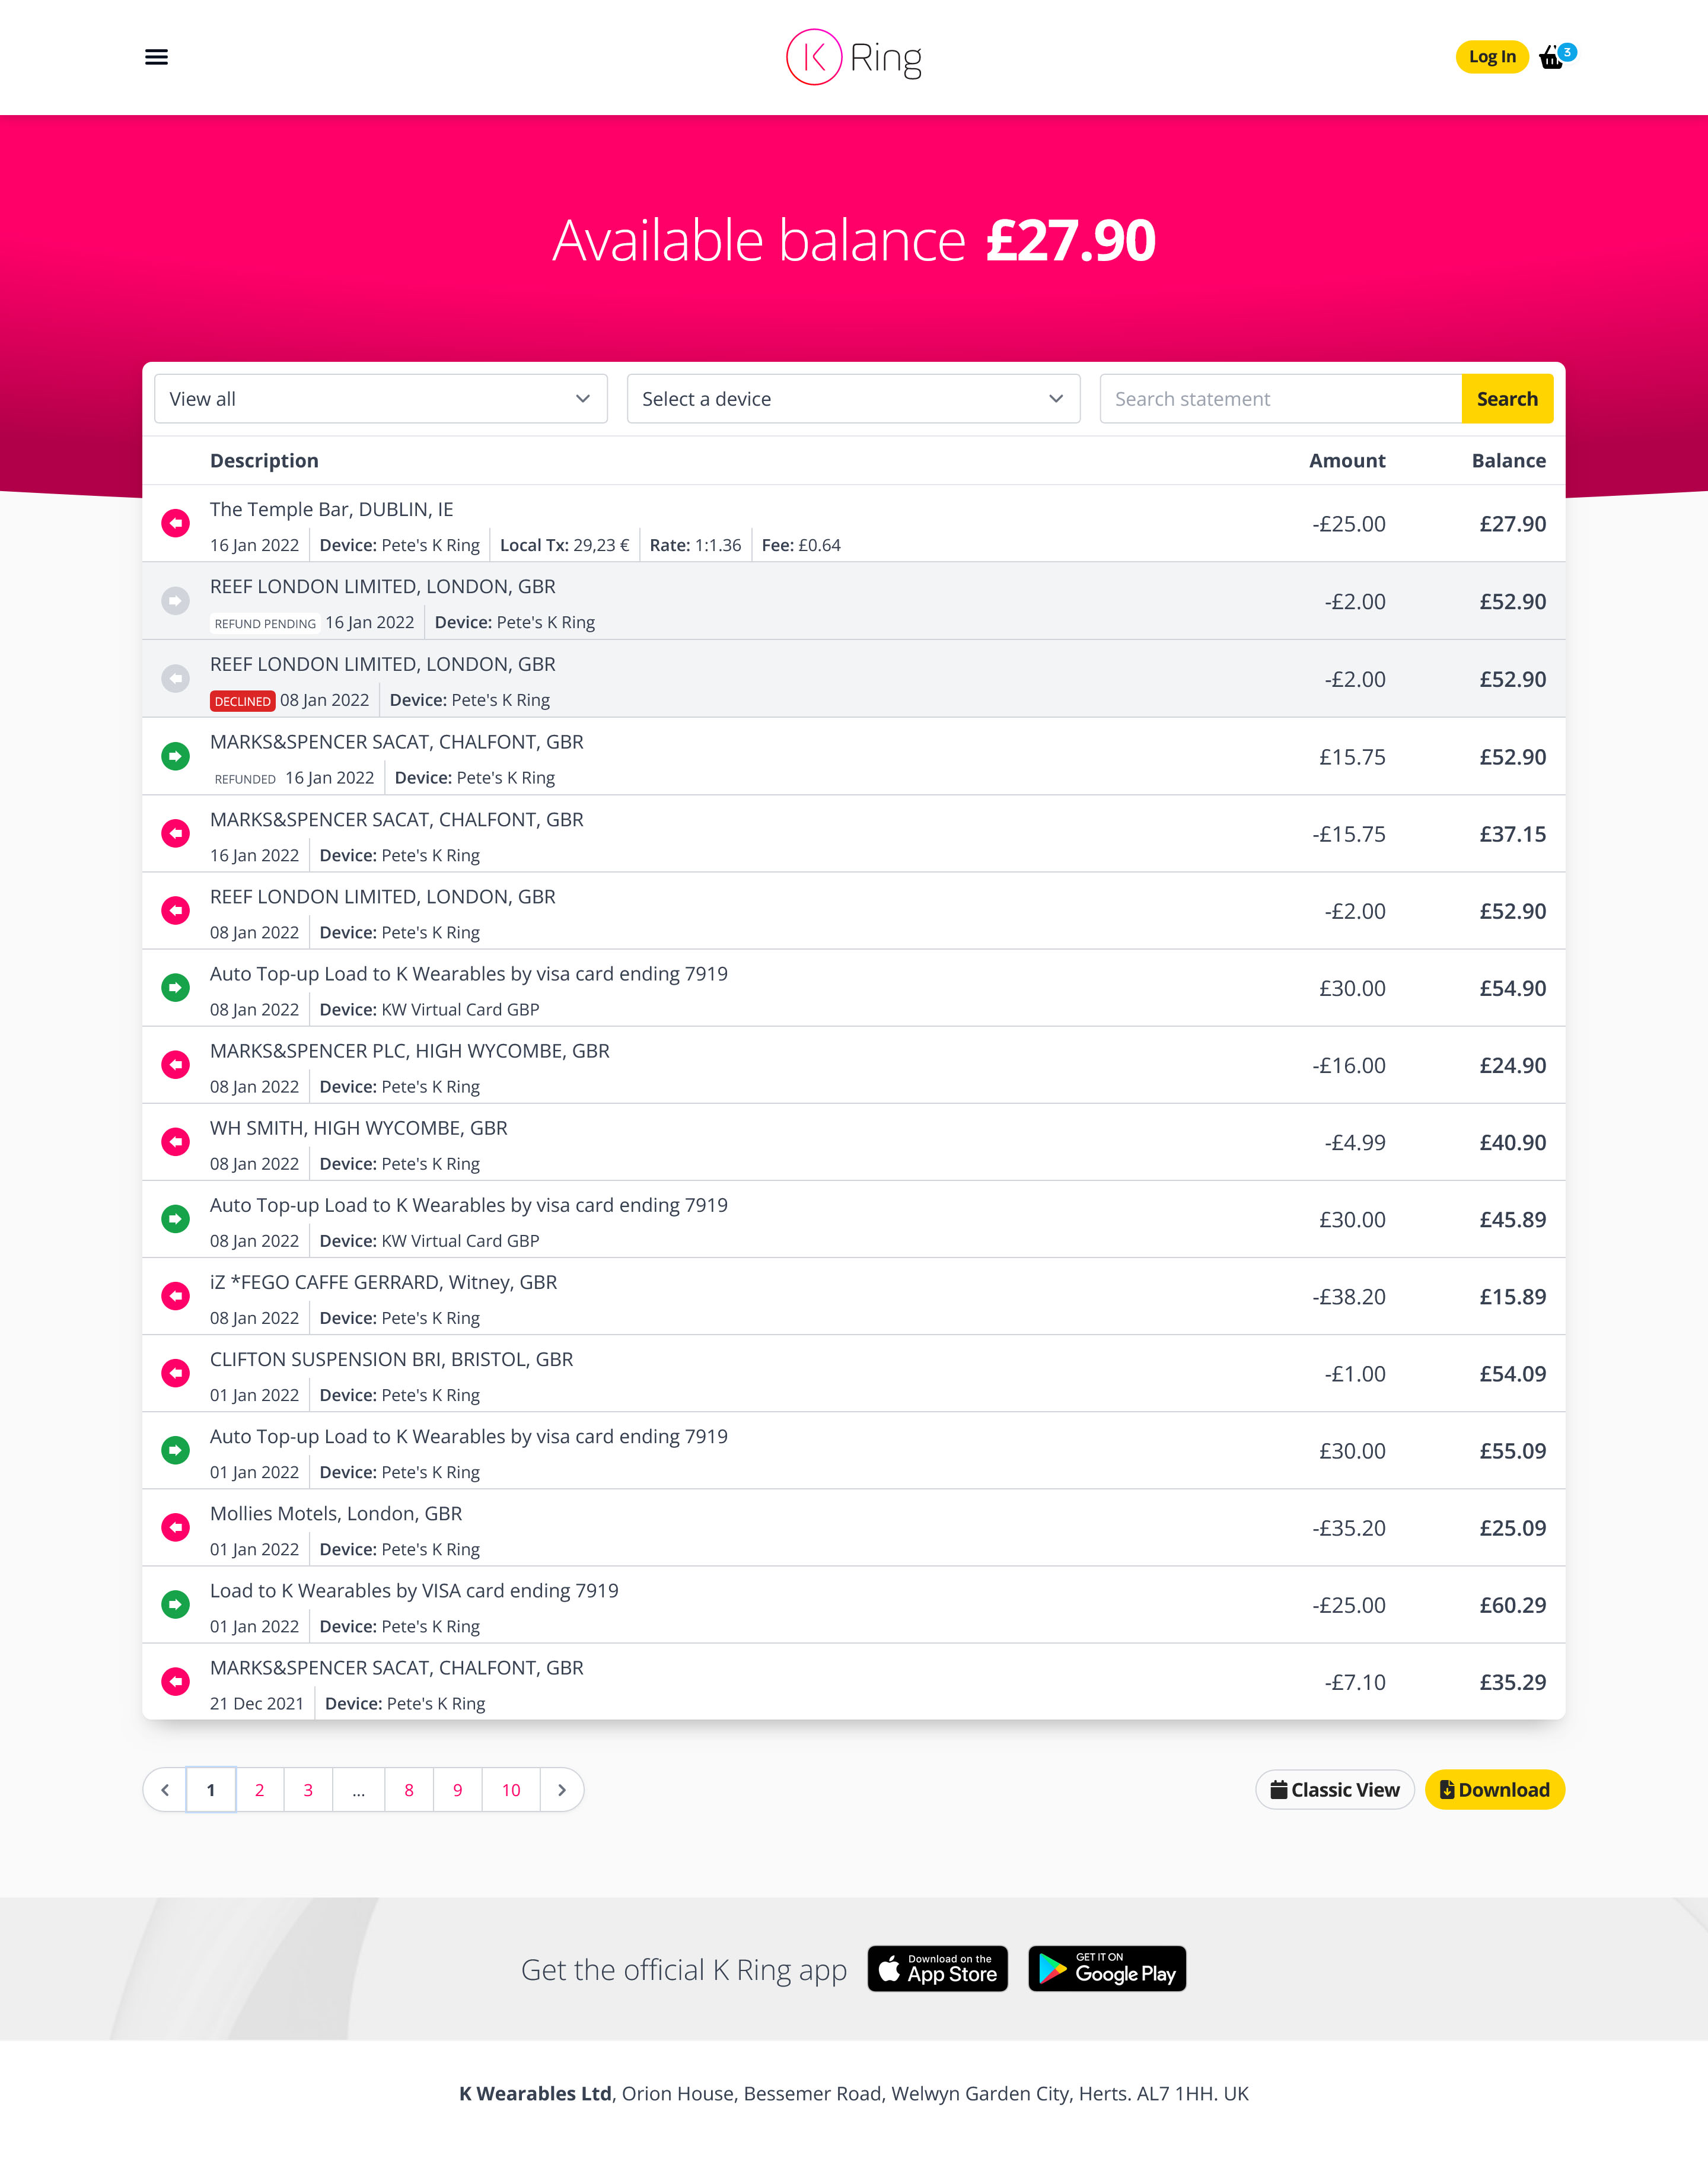 K Ring
Log In
3
Available balance £27.90
View all
Select a device
Search statement
Search
Description Amount Balance
The Temple Bar, DUBLIN, IE
16 Jan 2022 Device: Pete's K Ring Local Tx: 29,23 € Rate: 1:1.36 Fee: £0.64
-£25.00 £27.90
REEF LONDON LIMITED, LONDON, GBR
REFUND PENDING 16 Jan 2022 Device: Pete's K Ring
-£2.00 £52.90
REEF LONDON LIMITED, LONDON, GBR
DECLINED 08 Jan 2022 Device: Pete's K Ring
-£2.00 £52.90
MARKS&SPENCER SACAT, CHALFONT, GBR
REFUNDED 16 Jan 2022 Device: Pete's K Ring
£15.75 £52.90
MARKS&SPENCER SACAT, CHALFONT, GBR
16 Jan 2022 Device: Pete's K Ring
-£15.75 £37.15
REEF LONDON LIMITED, LONDON, GBR
08 Jan 2022 Device: Pete's K Ring
-£2.00 £52.90
Auto Top-up Load to K Wearables by visa card ending 7919
08 Jan 2022 Device: KW Virtual Card GBP
£30.00 £54.90
MARKS&SPENCER PLC, HIGH WYCOMBE, GBR
08 Jan 2022 Device: Pete's K Ring
-£16.00 £24.90
WH SMITH, HIGH WYCOMBE, GBR
08 Jan 2022 Device: Pete's K Ring
-£4.99 £40.90
Auto Top-up Load to K Wearables by visa card ending 7919
08 Jan 2022 Device: KW Virtual Card GBP
£30.00 £45.89
iZ *FEGO CAFFE GERRARD, Witney, GBR
08 Jan 2022 Device: Pete's K Ring
-£38.20 £15.89
CLIFTON SUSPENSION BRI, BRISTOL, GBR
01 Jan 2022 Device: Pete's K Ring
-£1.00 £54.09
Auto Top-up Load to K Wearables by visa card ending 7919
01 Jan 2022 Device: Pete's K Ring
£30.00 £55.09
Mollies Motels, London, GBR
01 Jan 2022 Device: Pete's K Ring
-£35.20 £25.09
Load to K Wearables by VISA card ending 7919
01 Jan 2022 Device: Pete's K Ring
-£25.00 £60.29
MARKS&SPENCER SACAT, CHALFONT, GBR
21 Dec 2021 Device: Pete's K Ring
-£7.10 £35.29
1 2 3 ... 8 9 10
Classic View
Download
Get the official K Ring app
Download on the
App Store
GET IT ON
Google Play
K Wearables Ltd, Orion House, Bessemer Road, Welwyn Garden City, Herts. AL7 1HH. UK